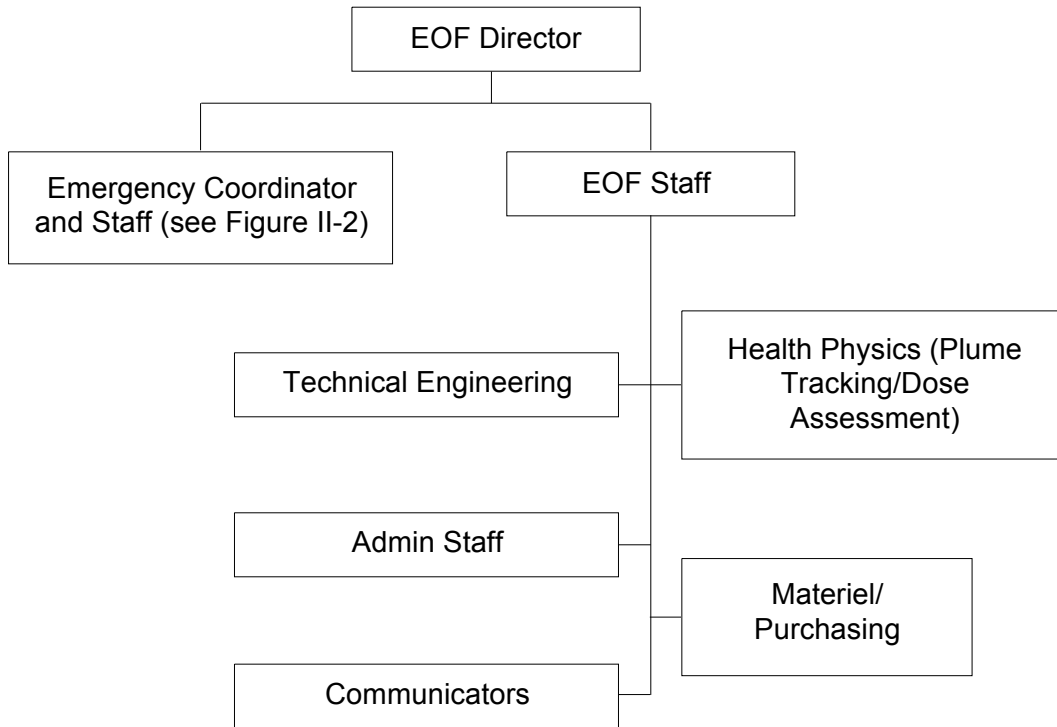 EOF Director
Emergency Coordinator
and Staff (see Figure II-2)
EOF Staff
Technical Engineering
Health Physics (Plume
Tracking/Dose
Assessment)
Admin Staff
Materiel/
Purchasing
Communicators